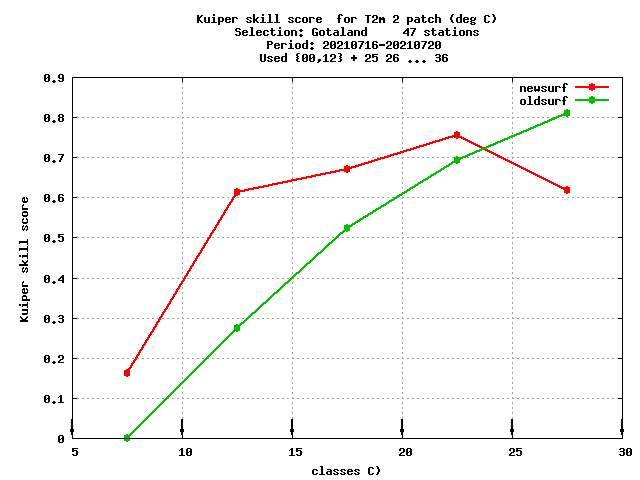 Kuiper skill score  for T2m 2 patch (deg C)
Selection: Gotaland     47 stations
Period: 20210716-20210720
Used {00,12} + 25 26 ... 36
newsurf
oldsurf
0.9
0.8
0.7
0.6
0.5
0.4
0.3
0.2
0.1
0
Kuiper skill score
5 10 15 20 25 30
classes C)